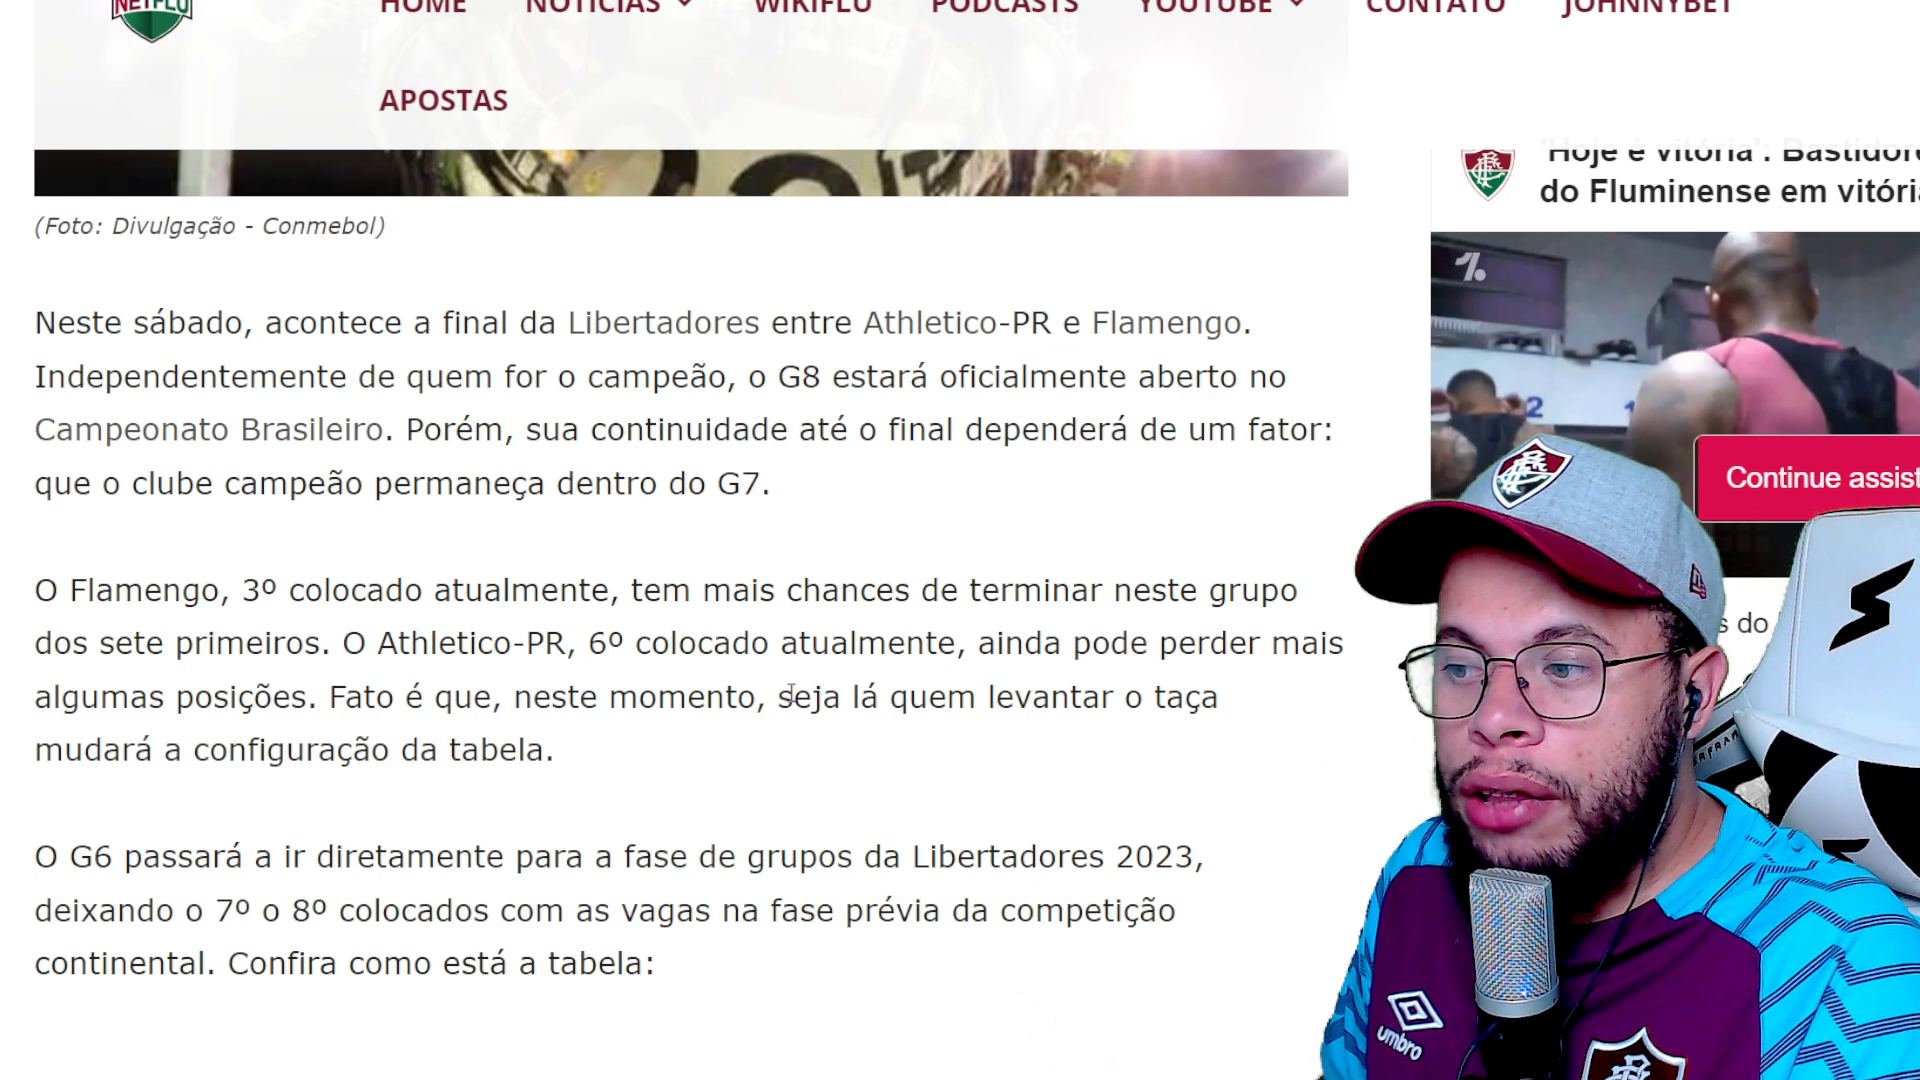 NETFLU
HOME NOTÍCIAS WIKIFLU PODCASTS YOUTUBE CONTATO JOHNNYBET
APOSTAS
(Foto: Divulgação - Conmebol)
Neste sábado, acontece a final da Libertadores entre Athletico-PR e Flamengo.
Independentemente de quem for o campeão, o G8 estará oficialmente aberto no
Campeonato Brasileiro. Porém, sua continuidade até o final dependerá de um fator:
que o clube campeão permaneça dentro do G7.
O Flamengo, 3º colocado atualmente, tem mais chances de terminar neste grupo
dos sete primeiros. O Athletico-PR, 6º colocado atualmente, ainda pode perder mais
algumas posições. Fato é que, neste momento, seja lá quem levantar o taça
mudará a configuração da tabela.
O G6 passará a ir diretamente para a fase de grupos da Libertadores 2023,
deixando o 7º o 8º colocados com as vagas na fase prévia da competição
continental. Confira como está a tabela:
'Hoje é vitória': Bastidor
do Fluminense em vitóri
2
Continue assist
s do
umbro